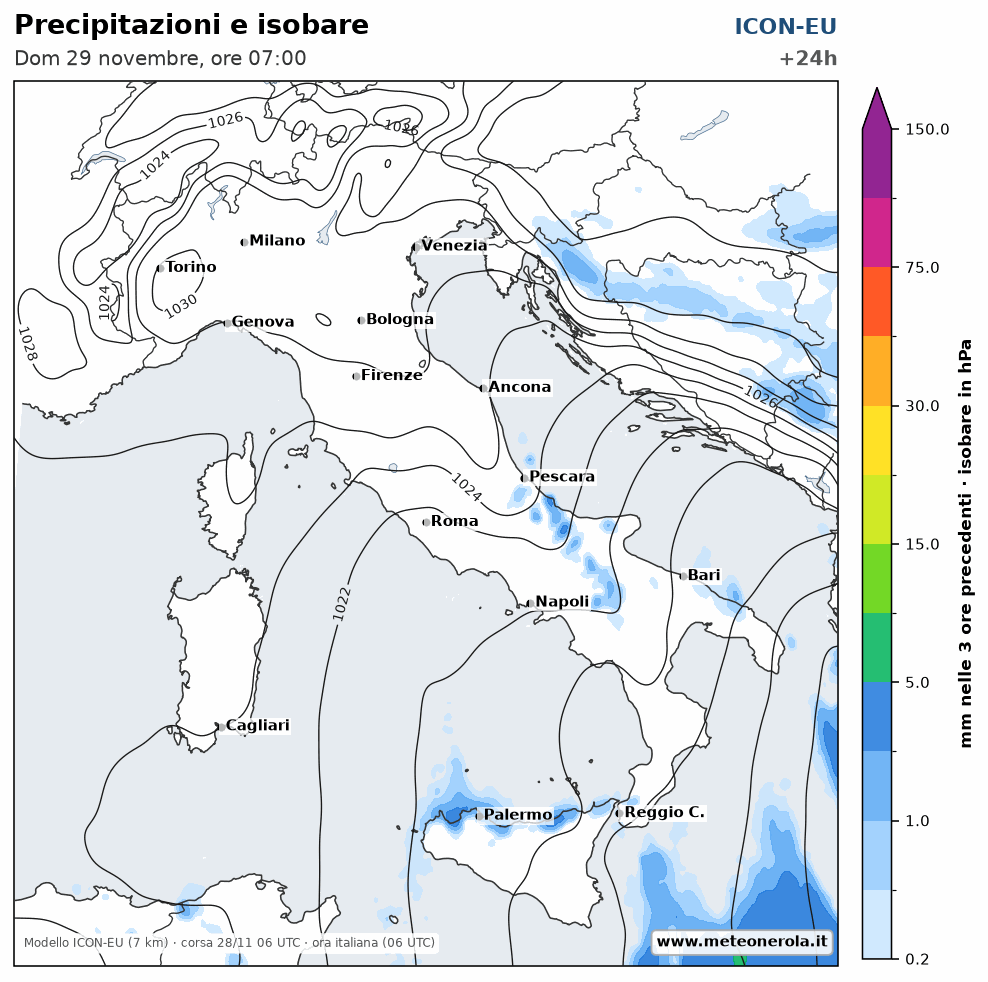 Precipitazioni e isobare
ICON-EU
Dom 29 novembre, ore 07:00
+24h
1026
1026
1024
Milano
Venezia
Torino
1024
1030
Genova
Bologna
1028
Firenze
Ancona
1026
Pescara
1024
Roma
Bari
Napoli
1022
Cagliari
Palermo
Reggio C.
Modello ICON-EU (7 km) · corsa 28/11 06 UTC · ora italiana (06 UTC)
www.meteonerola.it
150.0
75.0
30.0
15.0
5.0
1.0
0.2
mm nelle 3 ore precedenti · isobare in hPa